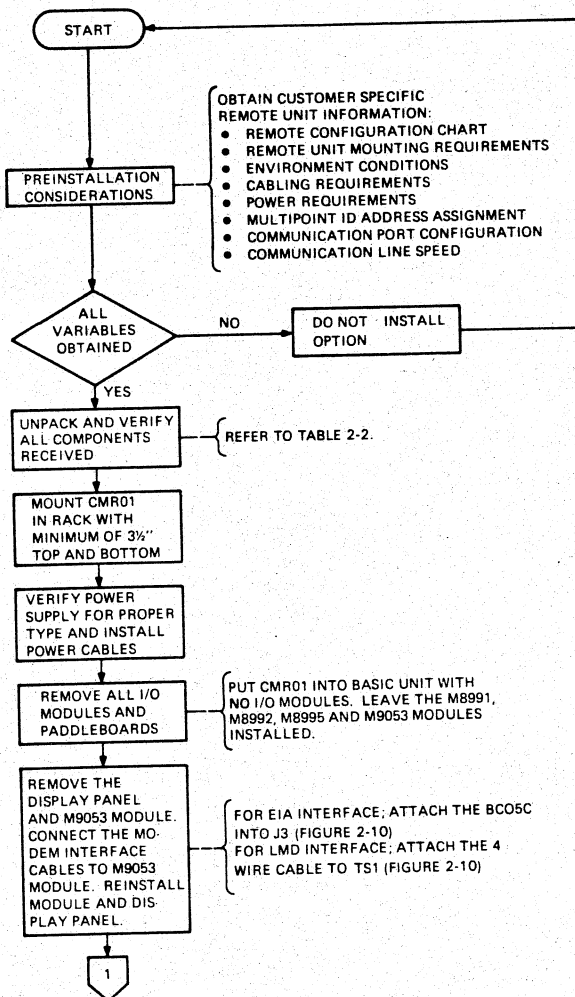 START
OBTAIN CUSTOMER SPECIFIC
REMOTE UNIT INFORMATION:
● REMOTE CONFIGURATION CHART
● REMOTE UNIT MOUNTING REQUIREMENTS
● ENVIRONMENT CONDITIONS
● CABLING REQUIREMENTS
● POWER REQUIREMENTS
● MULTIPOINT ID ADDRESS ASSIGNMENT
● COMMUNICATION PORT CONFIGURATION
● COMMUNICATION LINE SPEED
PREINSTALLATION
CONSIDERATIONS
ALL
VARIABLES
OBTAINED
NO
DO NOT INSTALL
OPTION
YES
UNPACK AND VERIFY
ALL COMPONENTS
RECEIVED
REFER TO TABLE 2-2.
MOUNT CMR01
IN RACK WITH
MINIMUM OF 3½"
TOP AND BOTTOM
VERIFY POWER
SUPPLY FOR PROPER
TYPE AND INSTALL
POWER CABLES
REMOVE ALL I/O
MODULES AND
PADDLEBOARDS
PUT CMR01 INTO BASIC UNIT WITH
NO I/O MODULES. LEAVE THE M8991,
M8992, M8995 AND M9053 MODULES
INSTALLED.
REMOVE THE
DISPLAY PANEL
AND M9053 MODULE.
CONNECT THE MO-
DEM INTERFACE
CABLES TO M9053
MODULE. REINSTALL
MODULE AND DIS-
PLAY PANEL.
FOR EIA INTERFACE; ATTACH THE BCO5C
INTO J3 (FIGURE 2-10)
FOR LMD INTERFACE; ATTACH THE 4
WIRE CABLE TO TS1 (FIGURE 2-10)
1